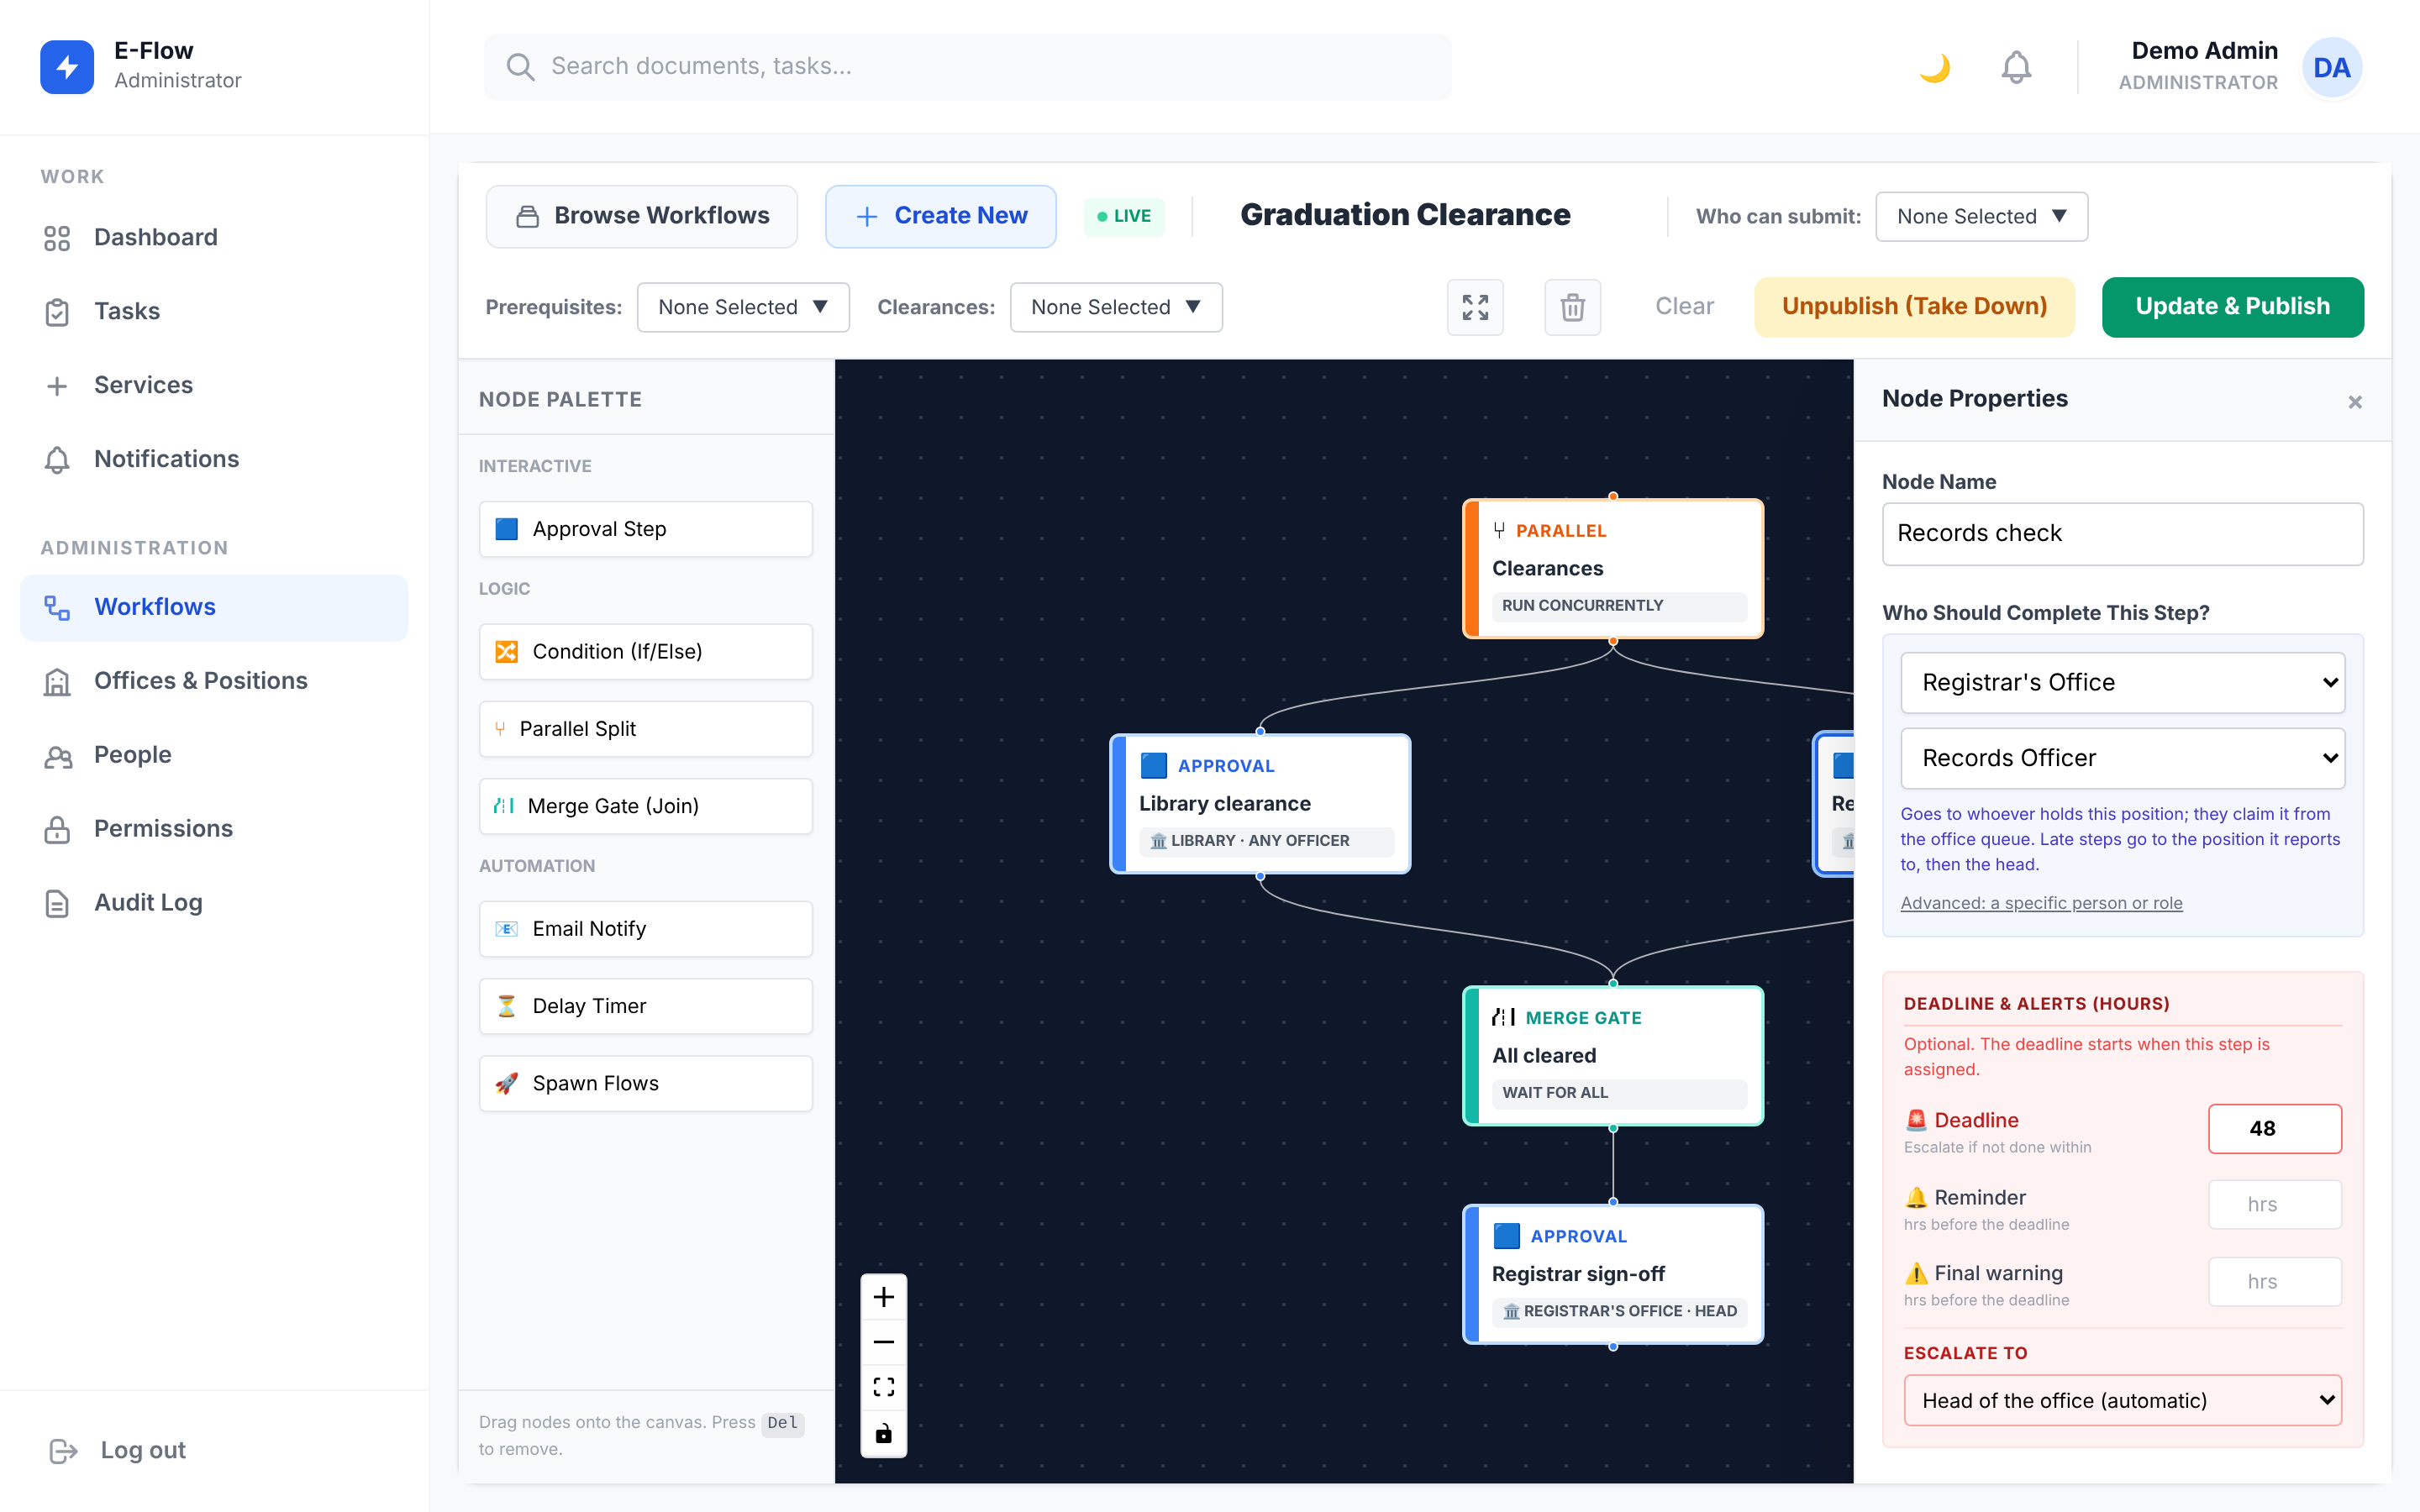 E-Flow
Administrator
WORK
Dashboard
Tasks
Services
Notifications
ADMINISTRATION
Workflows
Offices & Positions
People
Permissions
Audit Log
Log out
Search documents, tasks...
Demo Admin
ADMINISTRATOR
DA
Browse Workflows
Create New
LIVE
Graduation Clearance
Who can submit:
None Selected ▼
Prerequisites:
None Selected ▼
Clearances:
None Selected ▼
Clear
Unpublish (Take Down)
Update & Publish
NODE PALETTE
INTERACTIVE
Approval Step
LOGIC
Condition (If/Else)
Parallel Split
Merge Gate (Join)
AUTOMATION
Email Notify
Delay Timer
Spawn Flows
Drag nodes onto the canvas. Press Del
to remove.
PARALLEL
Clearances
RUN CONCURRENTLY
APPROVAL
Library clearance
LIBRARY · ANY OFFICER
Re
MERGE GATE
All cleared
WAIT FOR ALL
APPROVAL
Registrar sign-off
REGISTRAR'S OFFICE · HEAD
Node Properties
×
Node Name
Records check
Who Should Complete This Step?
Registrar's Office
Records Officer
Goes to whoever holds this position; they claim it from
the office queue. Late steps go to the position it reports
to, then the head.
Advanced: a specific person or role
DEADLINE & ALERTS (HOURS)
Optional. The deadline starts when this step is
assigned.
Deadline
Escalate if not done within
48
Reminder
hrs before the deadline
hrs
Final warning
hrs before the deadline
hrs
ESCALATE TO
Head of the office (automatic)